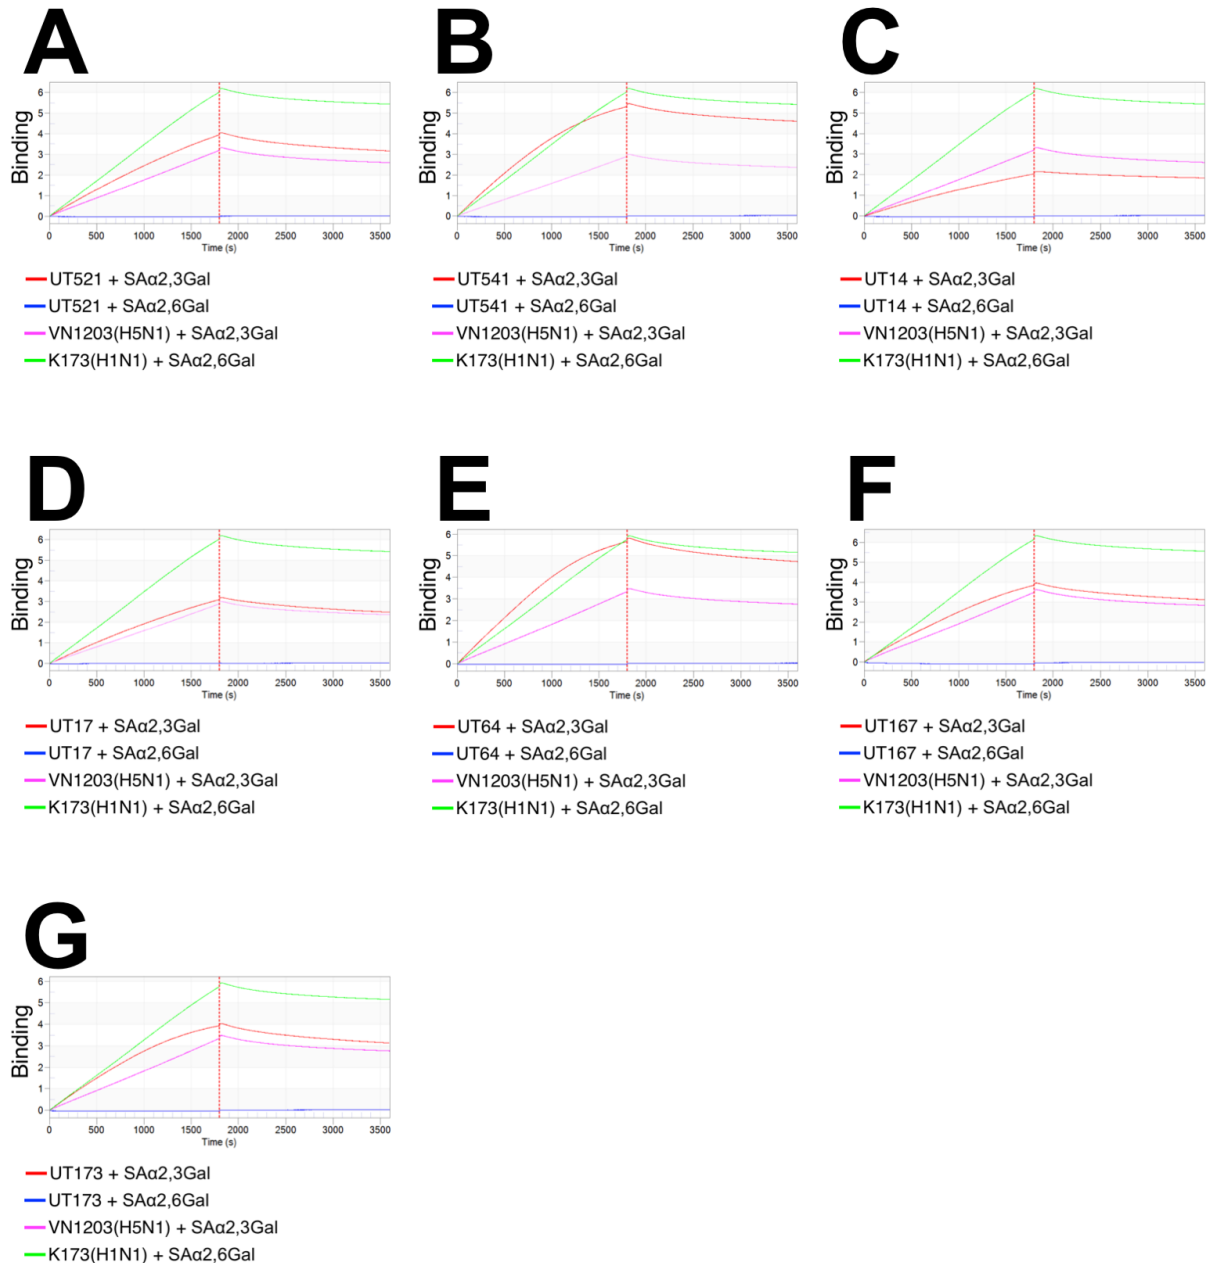 A
B
C
Binding
6
5
4
3
2
1
0
0 500 1000 1500 2000 2500 3000 3500
Time (s)
Binding
6
5
4
3
2
1
0
0 500 1000 1500 2000 2500 3000 3500
Time (s)
Binding
6
5
4
3
2
1
0
0 500 1000 1500 2000 2500 3000 3500
Time (s)
UT521 + SAα2,3Gal
UT521 + SAα2,6Gal
VN1203(H5N1) + SAα2,3Gal
K173(H1N1) + SAα2,6Gal
UT541 + SAα2,3Gal
UT541 + SAα2,6Gal
VN1203(H5N1) + SAα2,3Gal
K173(H1N1) + SAα2,6Gal
UT14 + SAα2,3Gal
UT14 + SAα2,6Gal
VN1203(H5N1) + SAα2,3Gal
K173(H1N1) + SAα2,6Gal
D
E
F
Binding
6
5
4
3
2
1
0
0 500 1000 1500 2000 2500 3000 3500
Time (s)
Binding
6
5
4
3
2
1
0
0 500 1000 1500 2000 2500 3000 3500
Time (s)
Binding
6
5
4
3
2
1
0
0 500 1000 1500 2000 2500 3000 3500
Time (s)
UT17 + SAα2,3Gal
UT17 + SAα2,6Gal
VN1203(H5N1) + SAα2,3Gal
K173(H1N1) + SAα2,6Gal
UT64 + SAα2,3Gal
UT64 + SAα2,6Gal
VN1203(H5N1) + SAα2,3Gal
K173(H1N1) + SAα2,6Gal
UT167 + SAα2,3Gal
UT167 + SAα2,6Gal
VN1203(H5N1) + SAα2,3Gal
K173(H1N1) + SAα2,6Gal
G
Binding
6
5
4
3
2
1
0
0 500 1000 1500 2000 2500 3000 3500
Time (s)
UT173 + SAα2,3Gal
UT173 + SAα2,6Gal
VN1203(H5N1) + SAα2,3Gal
K173(H1N1) + SAα2,6Gal